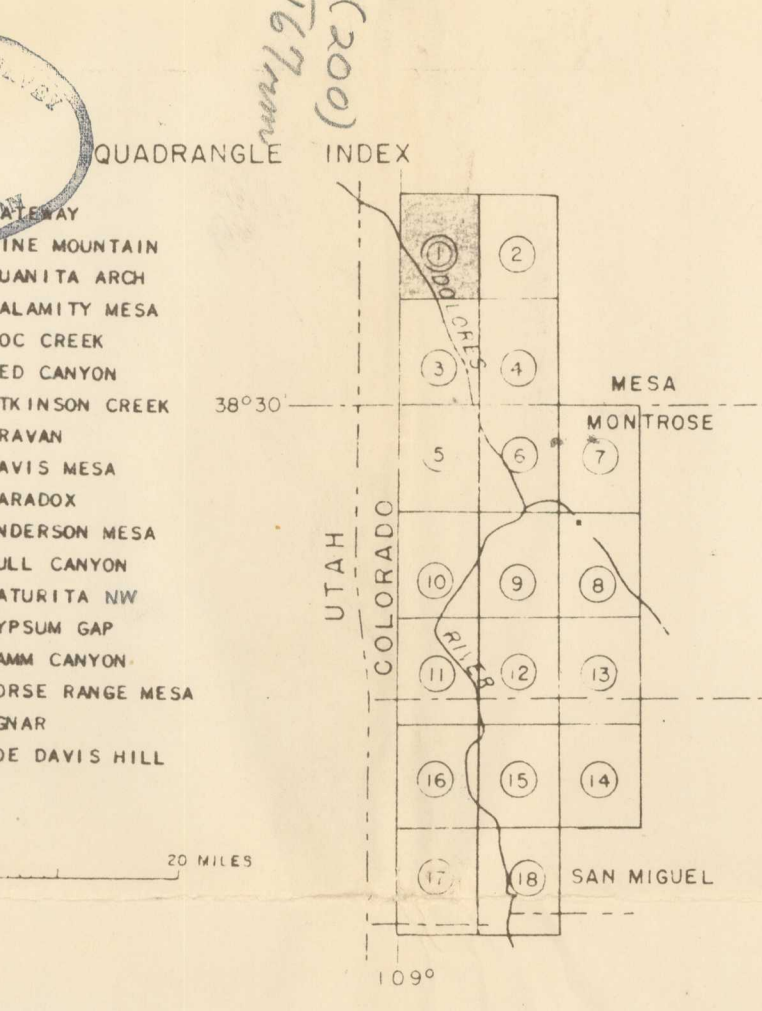 (200)
167mm
QUADRANGLE INDEX
ATEWAY
INE MOUNTAIN
UANITA ARCH
ALAMITY MESA
OC CREEK
ED CANYON
TKINSON CREEK
RAVAN
AVIS MESA
ARADOX
NDERSON MESA
ULL CANYON
ATURITA NW
YPSUM GAP
AMM CANYON
ORSE RANGE MESA
GNAR
OE DAVIS HILL
20 MILES
1
2
DOLORES
3
4
MESA
38°30'
MONTROSE
5
6
7
UTAH
COLORADO
10
9
8
RIVER
11
12
13
16
15
14
17
18
SAN MIGUEL
109°